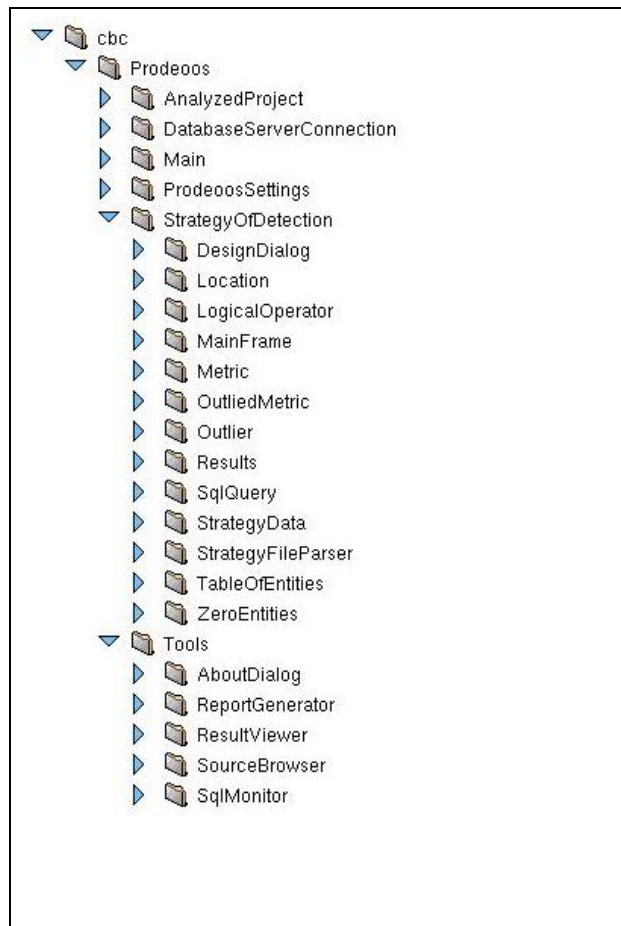 cbc
Prodeoos
AnalyzedProject
DatabaseServerConnection
Main
ProdeoosSettings
StrategyOfDetection
DesignDialog
Location
LogicalOperator
MainFrame
Metric
OutliedMetric
Outlier
Results
SqlQuery
StrategyData
StrategyFileParser
TableOfEntities
ZeroEntities
Tools
AboutDialog
ReportGenerator
ResultViewer
SourceBrowser
SqlMonitor